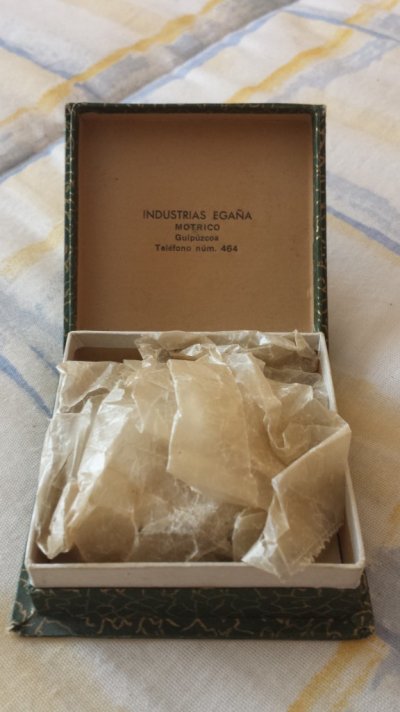 INDUSTRIAS EGAÑA
MOTRICO
Guipúzcoa
Teléfono núm. 464